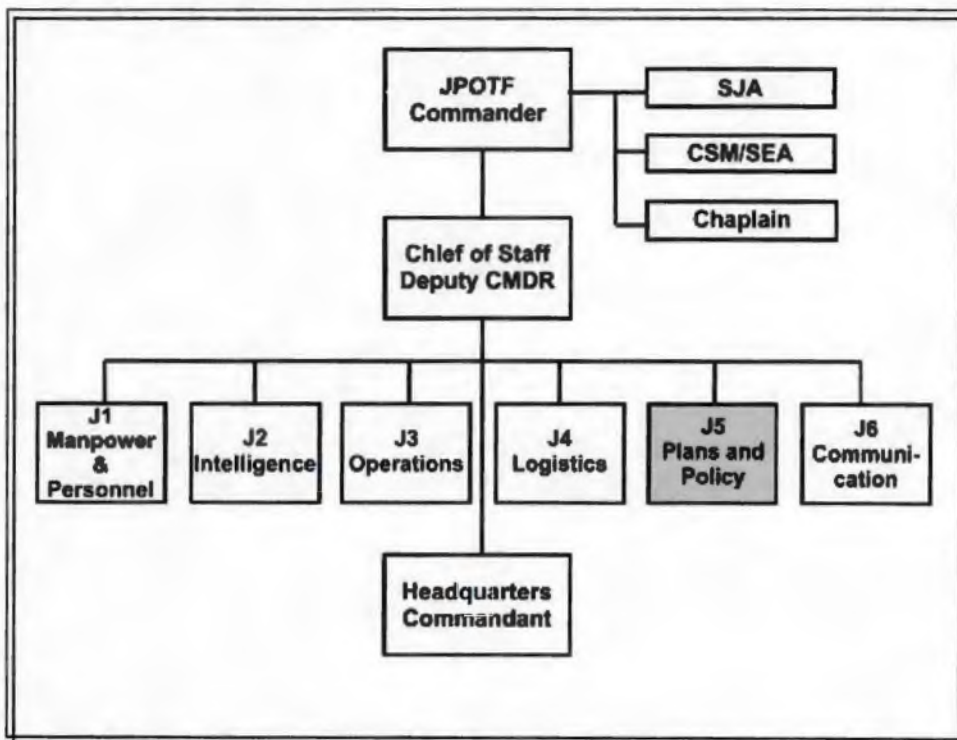 JPOTF
Commander
SJA
CSM/SEA
Chaplain
Chief of Staff
Deputy CMDR
J1
Manpower
&
Personnel
J2
Intelligence
J3
Operations
J4
Logistics
J5
Plans and
Policy
J6
Communi-
cation
Headquarters
Commandant